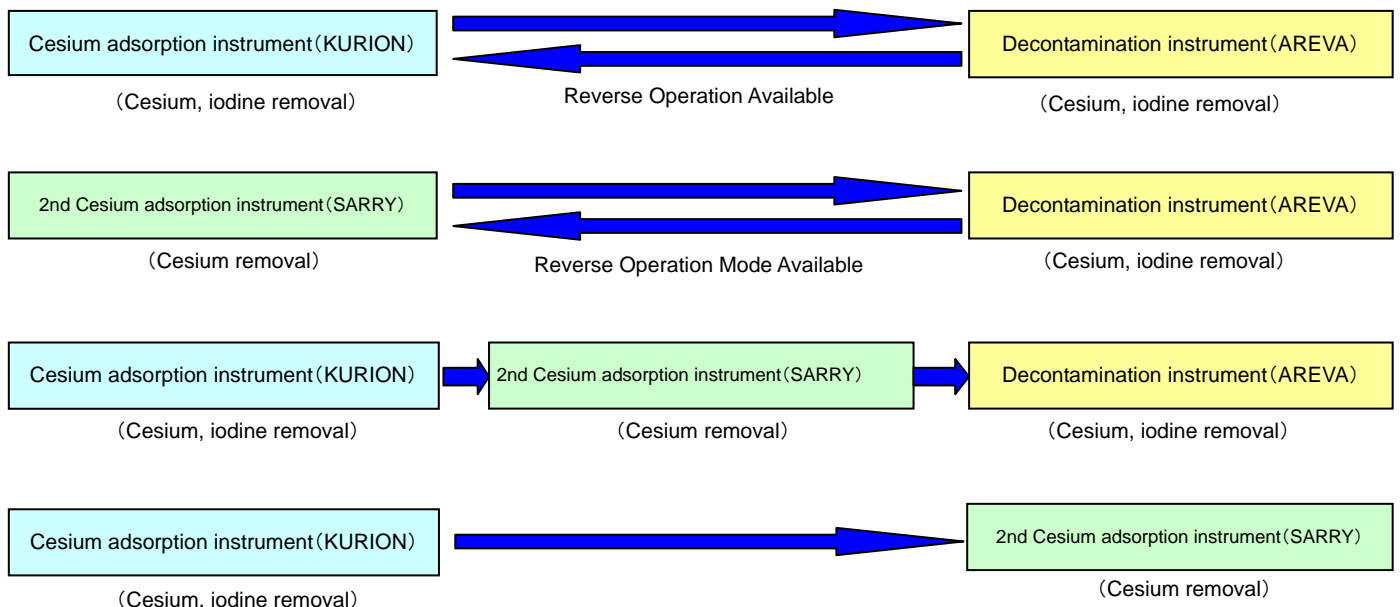 Cesium adsorption instrument（KURION）
Decontamination instrument（AREVA）
（Cesium, iodine removal）
Reverse Operation Available
（Cesium, iodine removal）
2nd Cesium adsorption instrument（SARRY）
Decontamination instrument（AREVA）
（Cesium removal）
Reverse Operation Mode Available
（Cesium, iodine removal）
Cesium adsorption instrument（KURION）
2nd Cesium adsorption instrument（SARRY）
Decontamination instrument（AREVA）
（Cesium, iodine removal）
（Cesium removal）
（Cesium, iodine removal）
Cesium adsorption instrument（KURION）
2nd Cesium adsorption instrument（SARRY）
（Cesium, iodine removal）
（Cesium removal）